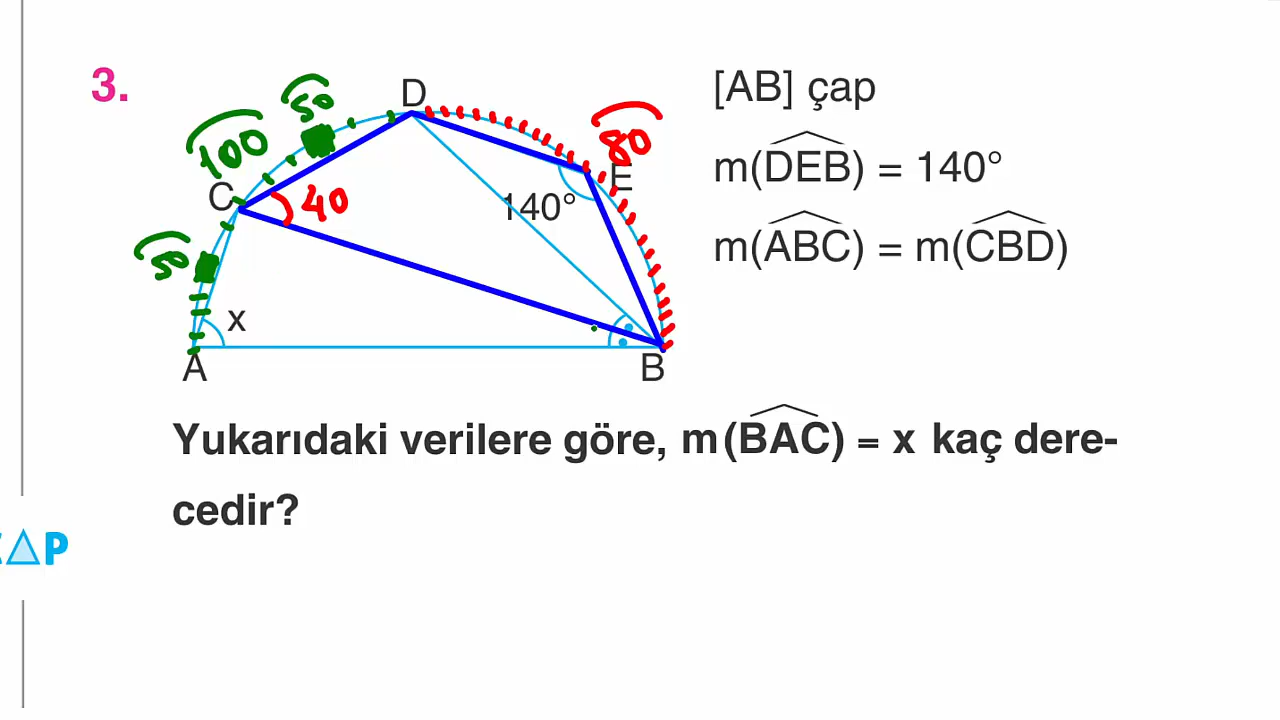 3.
[AB] çap
m(DEB) = 140°
m(ABC) = m(CBD)
D
50
100
80
C
40
E
140°
50
x
A
B
Yukarıdaki verilere göre, m(BAC) = x kaç dere-
cedir?
AP